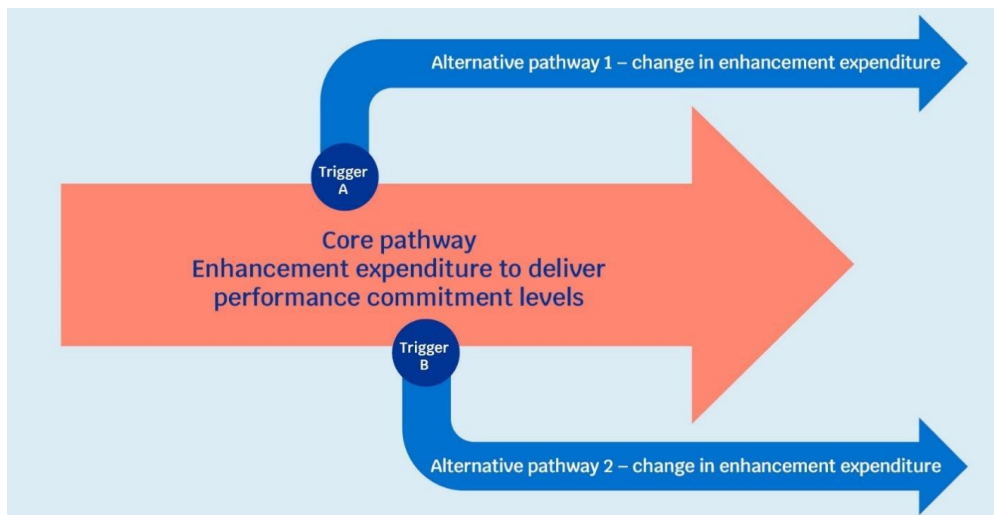 Alternative pathway 1 – change in enhancement expenditure
Trigger
A
Core pathway
Enhancement expenditure to deliver
performance commitment levels
Trigger
B
Alternative pathway 2 – change in enhancement expenditure